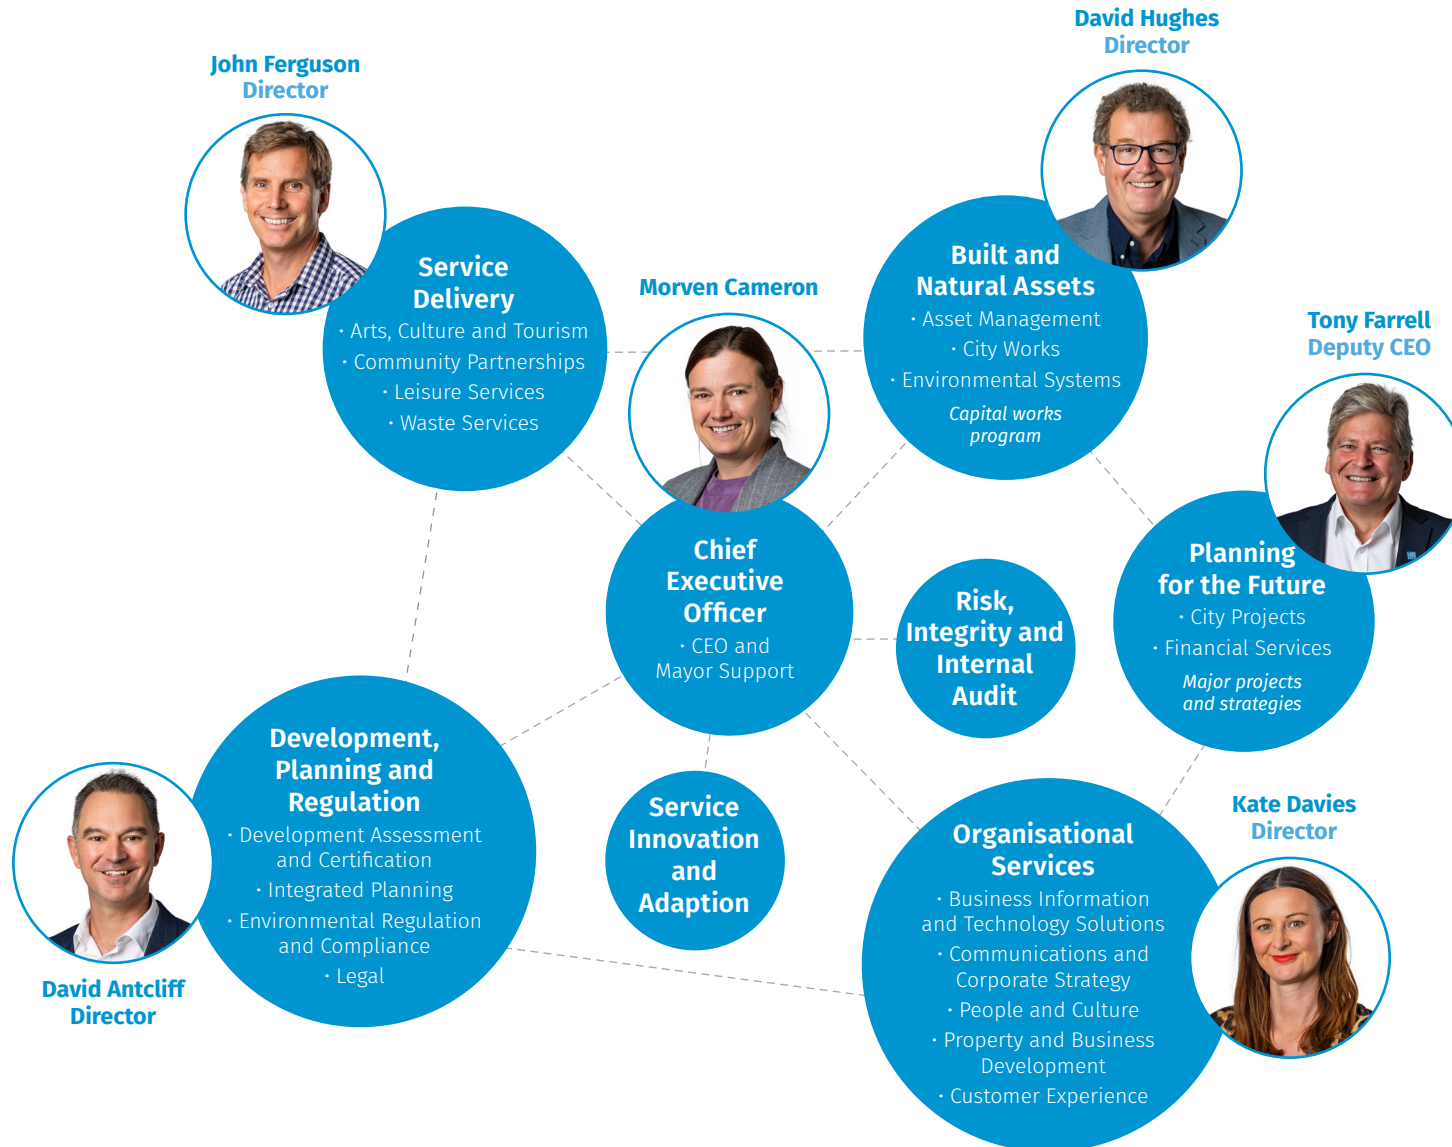 David Hughes
Director
John Ferguson
Director
Service
Delivery
· Arts, Culture and Tourism
· Community Partnerships
· Leisure Services
· Waste Services
Morven Cameron
Built and
Natural Assets
· Asset Management
· City Works
· Environmental Systems
Capital works
program
Tony Farrell
Deputy CEO
Chief
Executive
Officer
· CEO and
Mayor Support
Risk,
Integrity and
Internal
Audit
Planning
for the Future
· City Projects
· Financial Services
Major projects
and strategies
Development,
Planning and
Regulation
· Development Assessment
and Certification
· Integrated Planning
· Environmental Regulation
and Compliance
· Legal
David Antcliff
Director
Service
Innovation
and
Adaption
Organisational
Services
· Business Information
and Technology Solutions
· Communications and
Corporate Strategy
· People and Culture
· Property and Business
Development
· Customer Experience
Kate Davies
Director